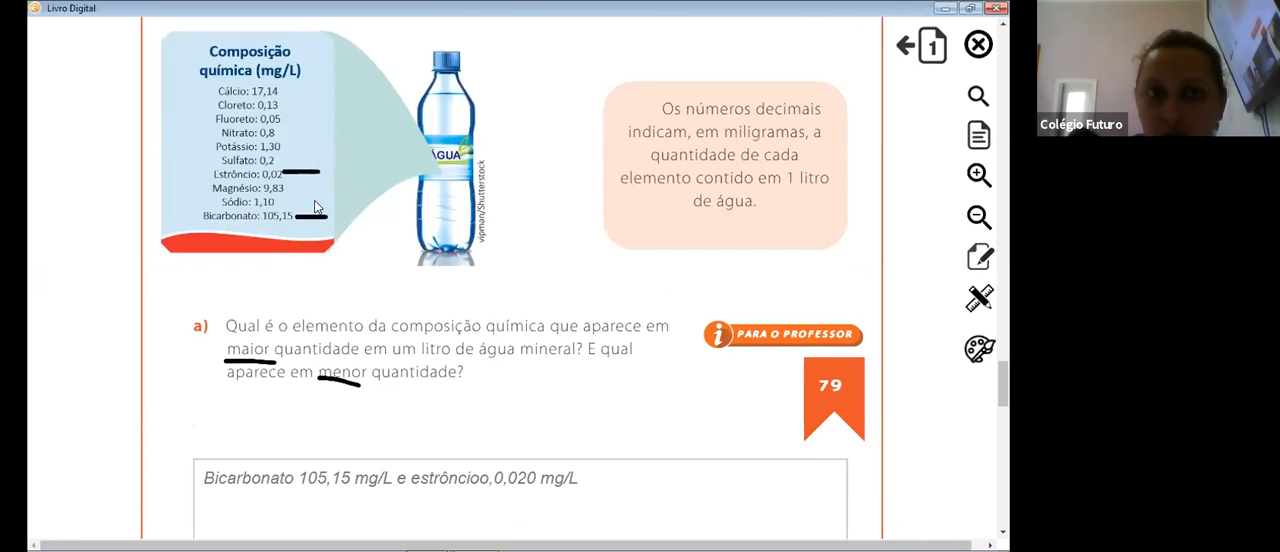 Livro Digital
Composição
química (mg/L)
Cálcio: 17,14
Cloreto: 0,13
Fluoreto: 0,05
Nitrato: 0,8
Potássio: 1,30
Sulfato: 0,2
Estrôncio: 0,02
Magnésio: 9,83
Sódio: 1,10
Bicarbonato: 105,15
ÁGUA
vipman/Shutterstock
Os números decimais
indicam, em miligramas, a
quantidade de cada
elemento contido em 1 litro
de água.
1
Colégio Futuro
a) Qual é o elemento da composição química que aparece em
maior quantidade em um litro de água mineral? E qual
aparece em menor quantidade?
i PARA O PROFESSOR
79
Bicarbonato 105,15 mg/L e estrôncioo,0,020 mg/L